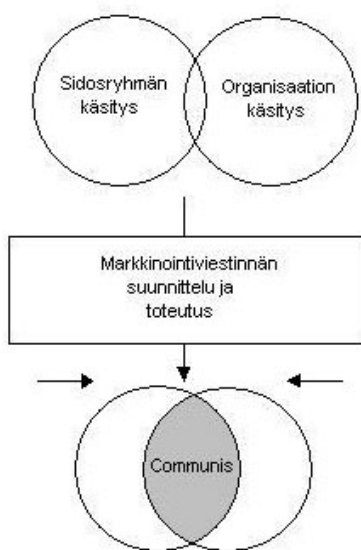 Sidosryhmän
käsitys
Organisaation
käsitys
Markkinointiviestinnän
suunnittelu ja
toteutus
Communis